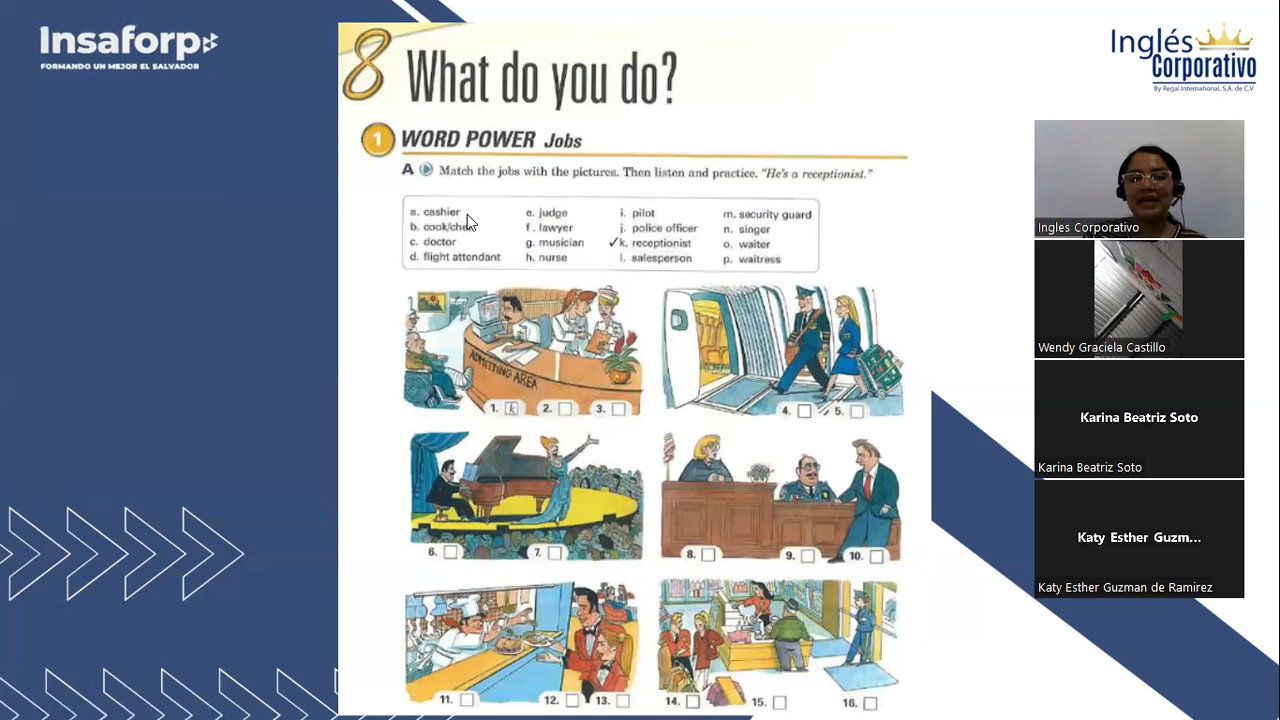 Insaforp
FORMANDO UN MEJOR EL SALVADOR
8 What do you do?
1 WORD POWER Jobs
A Match the jobs with the pictures. Then listen and practice. "He's a receptionist."
a. cashier e. judge i. pilot m. security guard
b. cook/che f. lawyer j. police officer n. singer
c. doctor g. musician ✓k. receptionist o. waiter
d. flight attendant h. nurse l. salesperson p. waitress
ADMITTING AREA
1. k 2. 3. 4. 5.
6. 7. 8. 9. 10.
11. 12. 13. 14. 15. 16.
Inglés
Corporativo
By Regal International, S.A. de C.V.
Ingles Corporativo
Wendy Graciela Castillo
Karina Beatriz Soto
Karina Beatriz Soto
Katy Esther Guzm...
Katy Esther Guzman de Ramirez